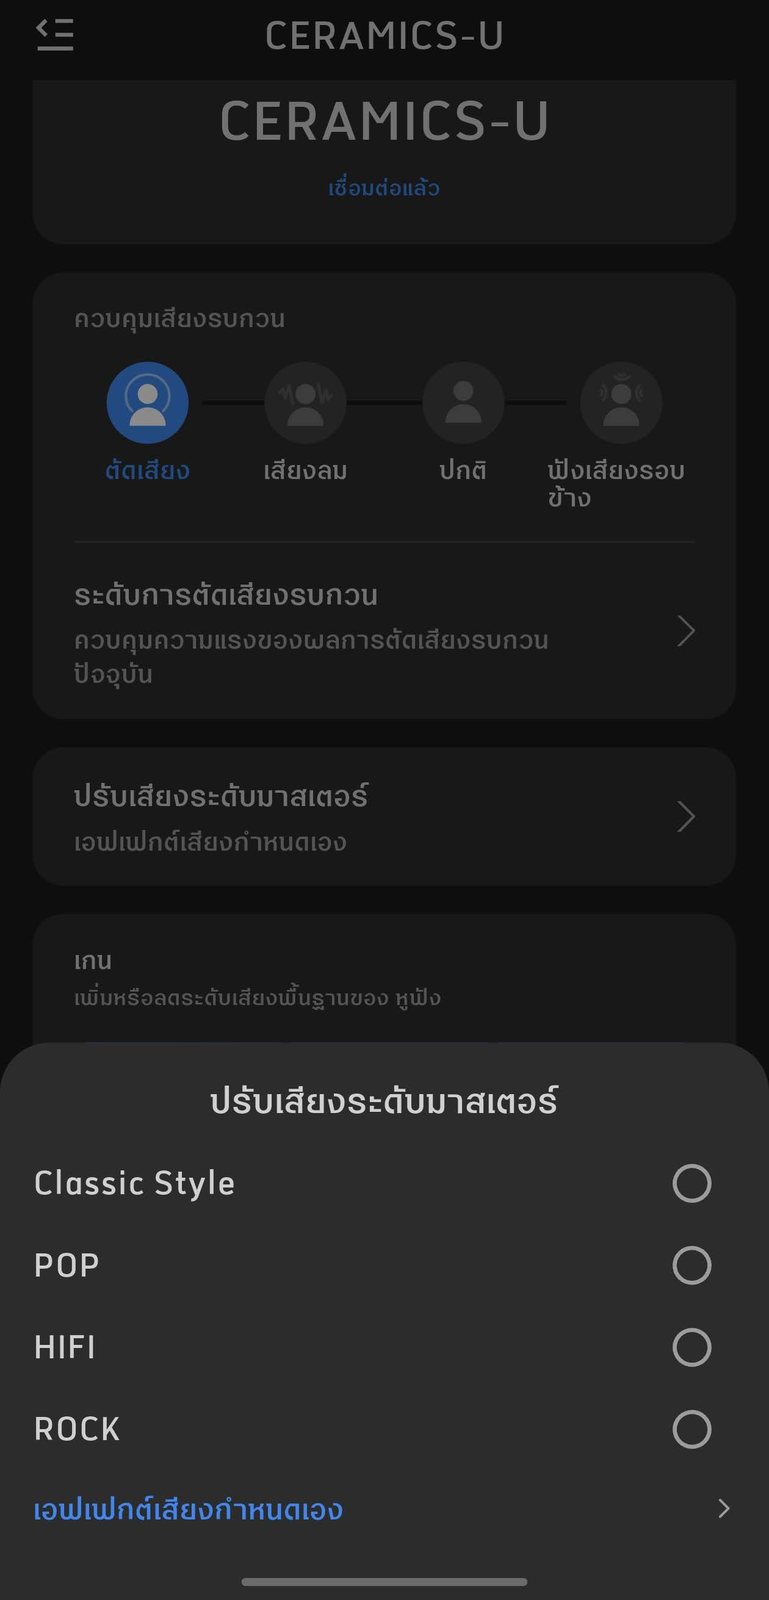 CERAMICS-U
CERAMICS-U
เชื่อมต่อแล้ว
ควบคุมเสียงรบกวน
ตัดเสียง
เสียงลม
ปกติ
ฟังเสียงรอบ
ข้าง
ระดับการตัดเสียงรบกวน
ควบคุมความแรงของผลการตัดเสียงรบกวน
ปัจจุบัน
ปรับเสียงระดับมาสเตอร์
เอฟเฟกต์เสียงกำหนดเอง
เกน
เพิ่มหรือลดระดับเสียงพื้นฐานของ หูฟัง
ปรับเสียงระดับมาสเตอร์
Classic Style
POP
HIFI
ROCK
เอฟเฟกต์เสียงกำหนดเอง